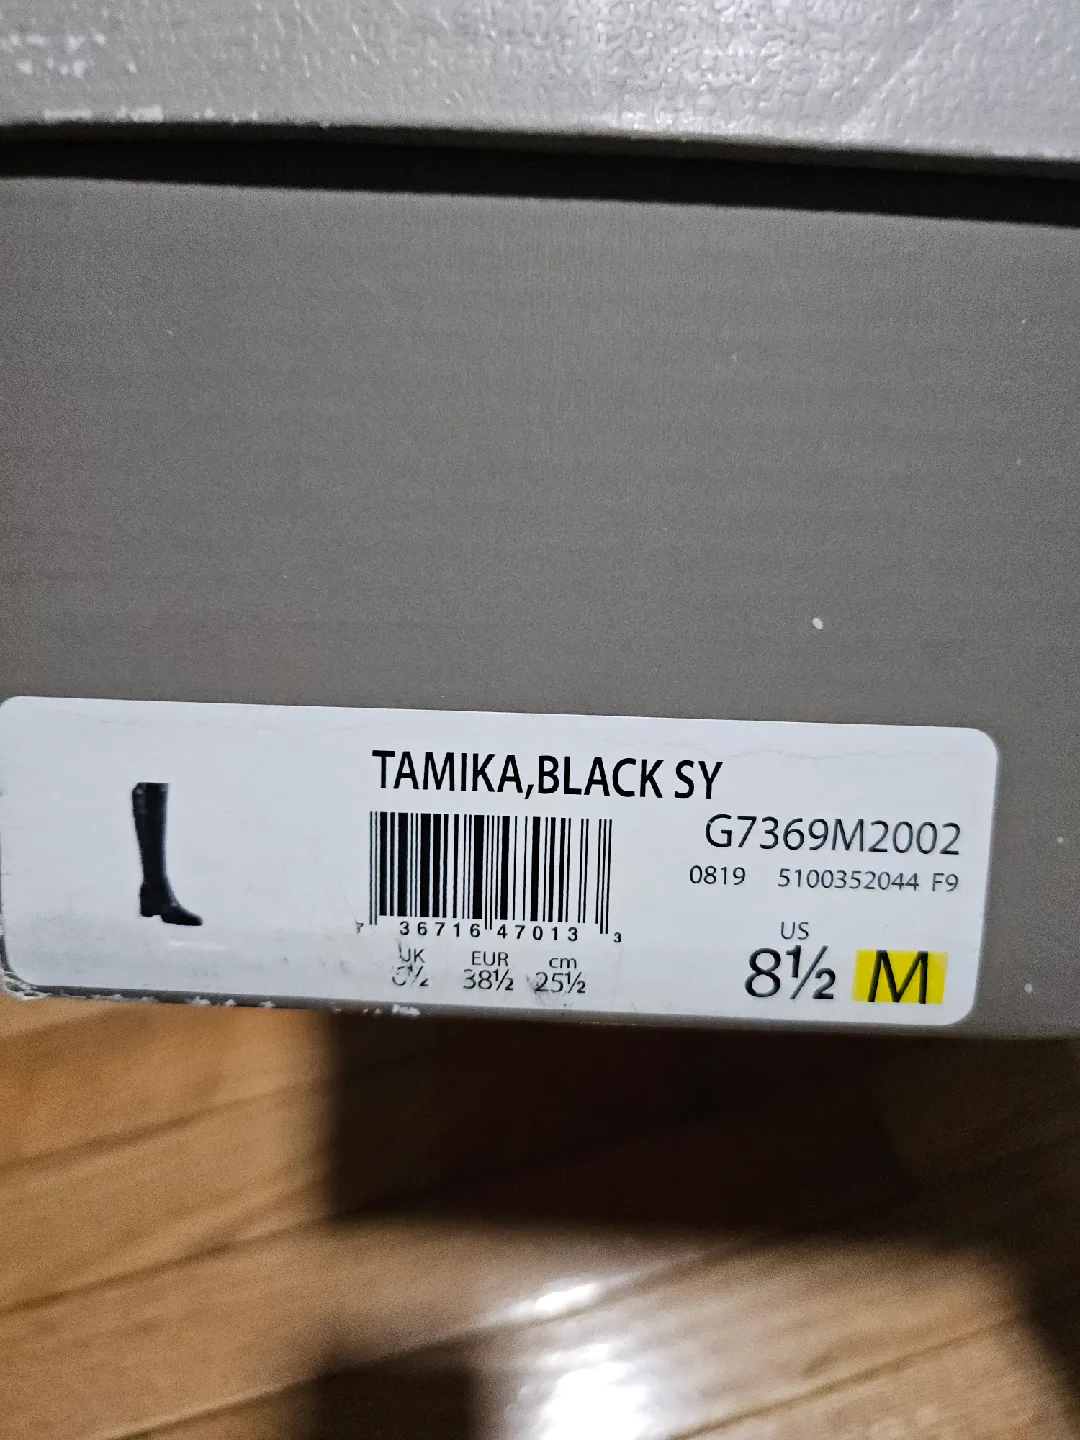 TAMIKA,BLACK SY
G7369M2002
0819 5100352044 F9
7 36716 47013 3
UK EUR cm
38½ 25½
US
8½ M